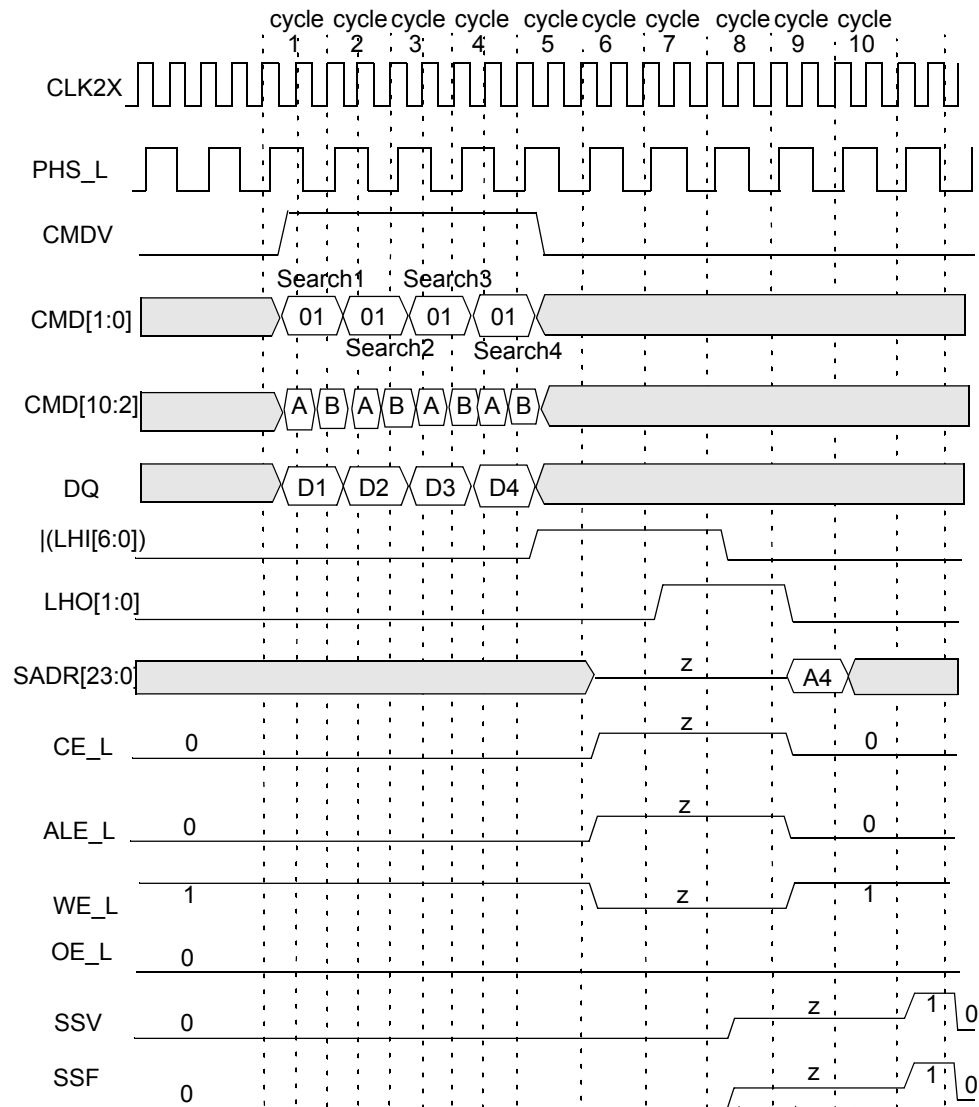 cycle cycle cycle cycle cycle cycle cycle cycle cycle cycle
1 2 3 4 5 6 7 8 9 10
CLK2X
PHS_L
CMDV
Search1 Search3
CMD[1:0] 01 01 01 01
Search2 Search4
CMD[10:2] A B A B A B A B
DQ D1 D2 D3 D4
|(LHI[6:0])
LHO[1:0]
SADR[23:0] z A4
CE_L 0 z 0
ALE_L 0 z 0
WE_L 1 z 1
OE_L 0
SSV 0 z 1 0
SSF 0 z 1 0